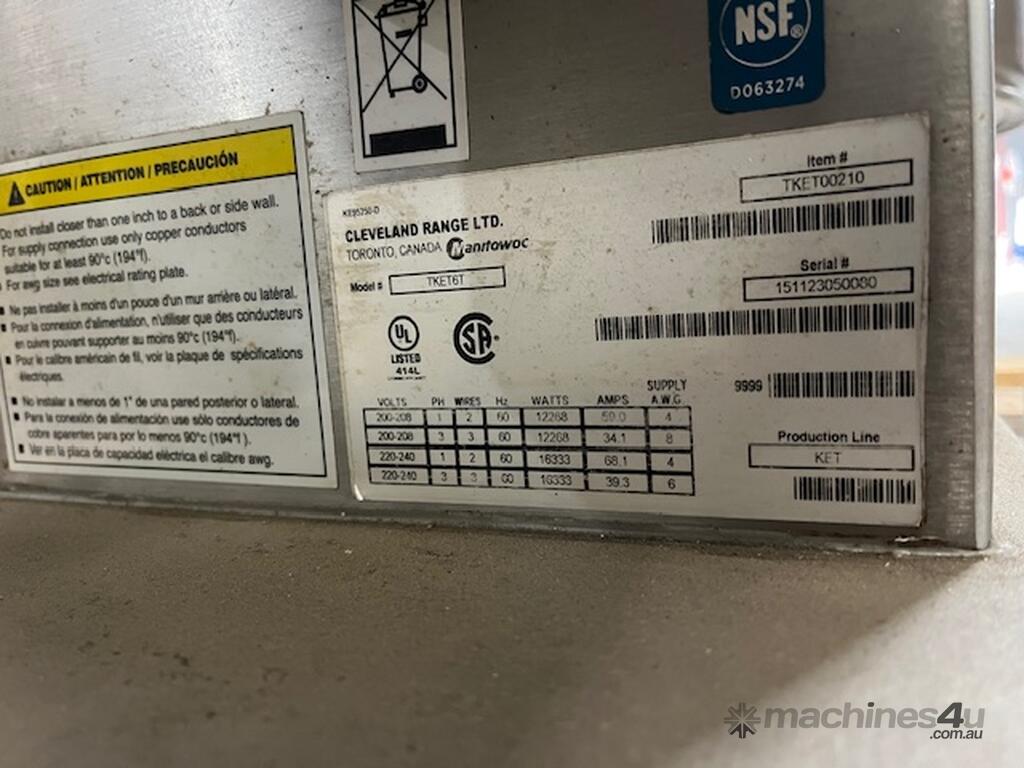 NSF®
D063274
CAUTION / ATTENTION / PRECAUCIÓN
Do not install closer than one inch to a back or side wall.
For supply connection use only copper conductors
suitable for at least 90°c (194°f).
For awg size see electrical rating plate.
■ Ne pas installer à moins d'un pouce d'un mur arrière ou latéral.
■ Pour la connexion d'alimentation, n'utiliser que des conducteurs
en cuivre pouvant supporter au moins 90°c (194°f).
■ Pour le calibre américain de fil, voir la plaque de spécifications
électriques.
■ No instalar a menos de 1" de una pared posterior o lateral.
■ Para la conexión de alimentación use sólo conductores de
cobre aparentes para por lo menos 90°c (194°f).
■ Ver en la placa de capacidad eléctrica el calibre awg.
KE95250-D
CLEVELAND RANGE LTD.
TORONTO, CANADA Manitowoc
Model # TKET6T
Item #
TKET00210
Serial #
151123050080
UL
LISTED
414L
SA
VOLTS PH WIRES Hz WATTS AMPS SUPPLY A.W.G.
200-208 1 2 60 12268 59.0 4
200-208 3 3 60 12268 34.1 8
220-240 1 2 60 16333 68.1 4
220-240 3 3 60 16333 39.3 6
9999
Production Line
KET
machines4u
.com.au